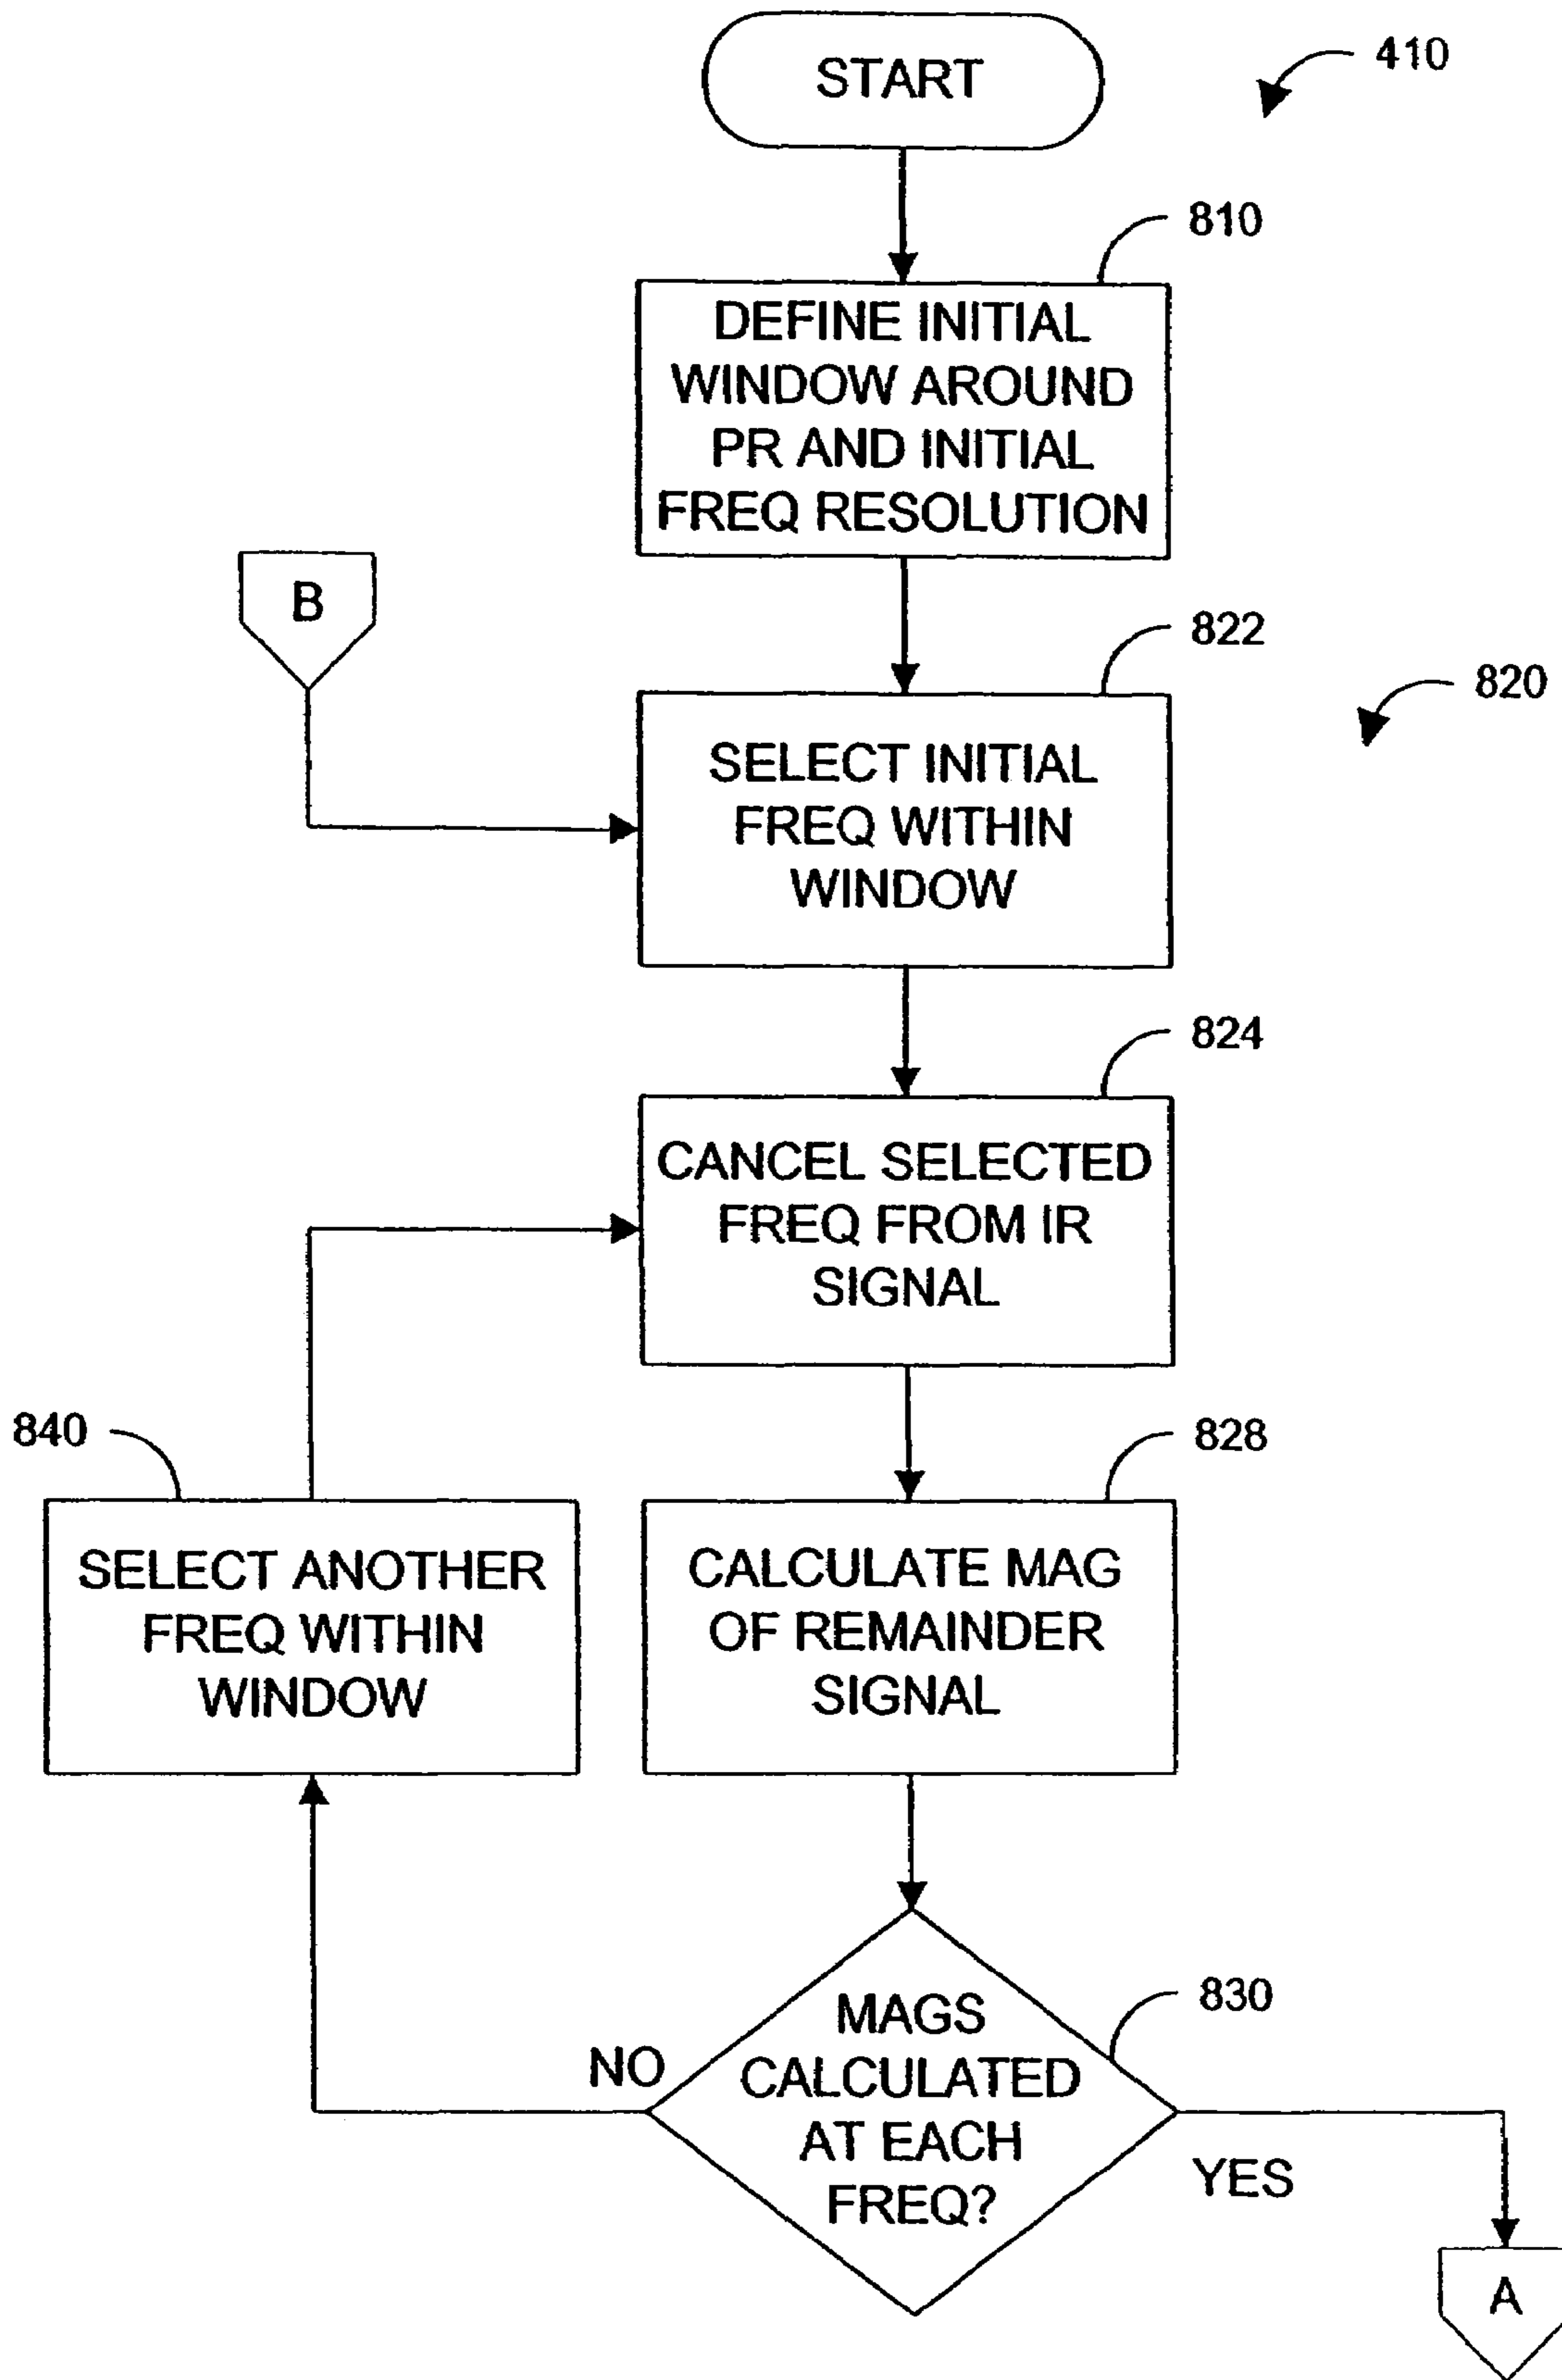 START
410
810
DEFINE INITIAL
WINDOW AROUND
PR AND INITIAL
FREQ RESOLUTION
B
822
820
SELECT INITIAL
FREQ WITHIN
WINDOW
824
CANCEL SELECTED
FREQ FROM IR
SIGNAL
840
828
SELECT ANOTHER
FREQ WITHIN
WINDOW
CALCULATE MAG
OF REMAINDER
SIGNAL
830
MAGS
CALCULATED
AT EACH
FREQ?
NO
YES
A